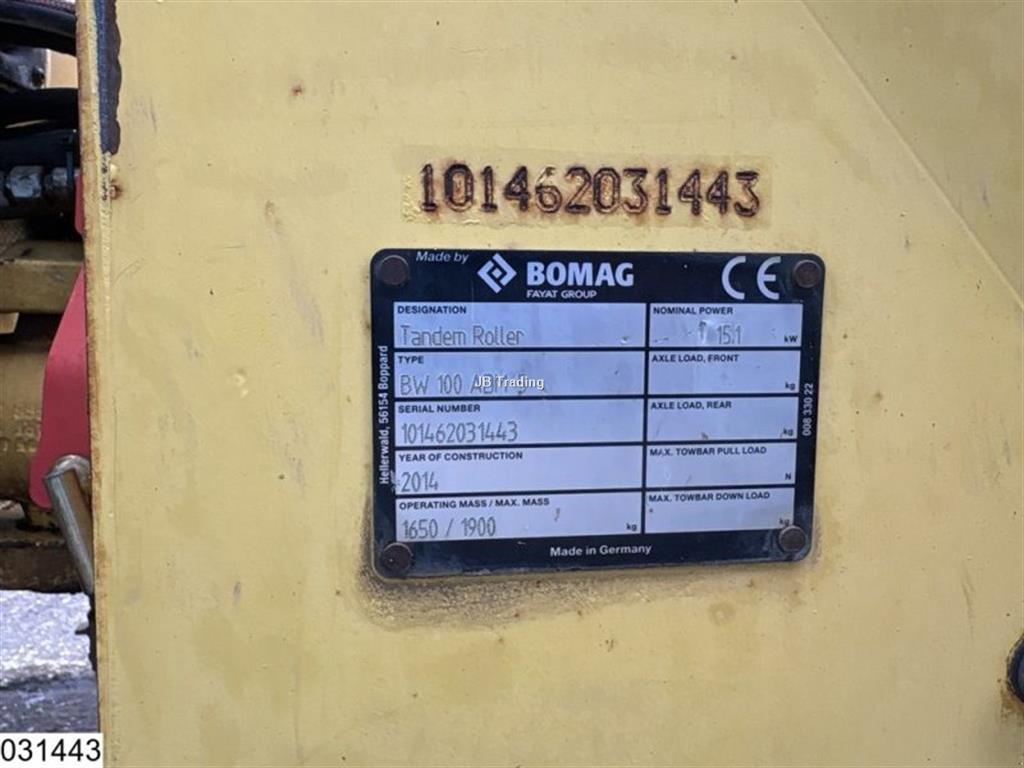 101462031443
Made by
BOMAG
FAYAT GROUP
CE
DESIGNATION
Tandem Roller
NOMINAL POWER
15.1 kW
TYPE
BW 100
JB Trading
AXLE LOAD, FRONT
kg
SERIAL NUMBER
101462031443
AXLE LOAD, REAR
kg
YEAR OF CONSTRUCTION
2014
MAX. TOWBAR PULL LOAD
N
OPERATING MASS / MAX. MASS
1650 / 1900 kg
MAX. TOWBAR DOWN LOAD
kg
Made in Germany
Hellerwald, 56154 Boppard
008 330 22
031443